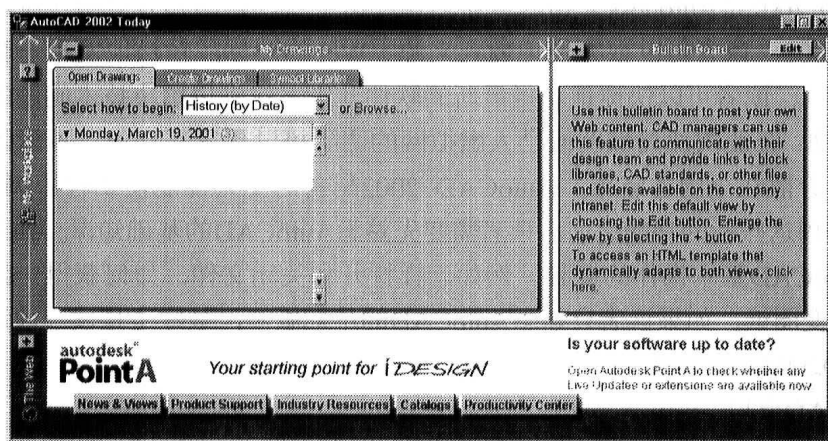 AutoCAD 2002 Today
My Drawings
Bulletin Board
Edit
Open Drawings
Create Drawings
Symbol Libraries
Select how to begin:
History (by Date)
or Browse...
Monday, March 19, 2001 (3)
My Workplace
Use this bulletin board to post your own
Web content. CAD managers can use
this feature to communicate with their
design team and provide links to block
libraries, CAD standards, or other files
and folders available on the company
intranet. Edit this default view by
choosing the Edit button. Enlarge the
view by selecting the + button.
To access an HTML template that
dynamically adapts to both views, click
here.
The Web
autodesk®
Point A
Your starting point for iDESIGN
Is your software up to date?
Open Autodesk Point A to check whether any
Live Updates or extensions are available now
News & Views
Product Support
Industry Resources
Catalogs
Productivity Center